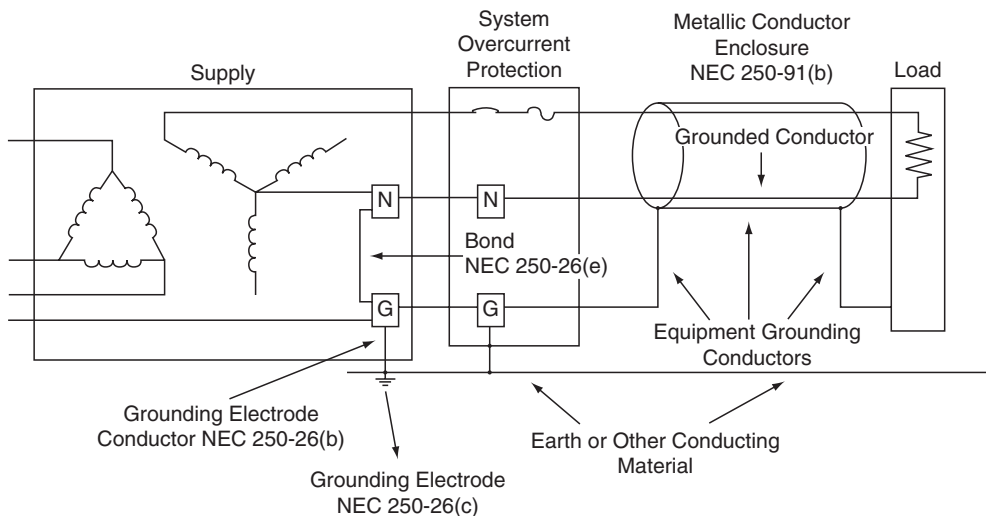 System
Overcurrent
Protection
Metallic Conductor
Enclosure
NEC 250-91(b)
Supply
Load
Grounded Conductor
N
N
Bond
NEC 250-26(e)
G
G
Equipment Grounding
Conductors
Grounding Electrode
Conductor NEC 250-26(b)
Earth or Other Conducting
Material
Grounding Electrode
NEC 250-26(c)